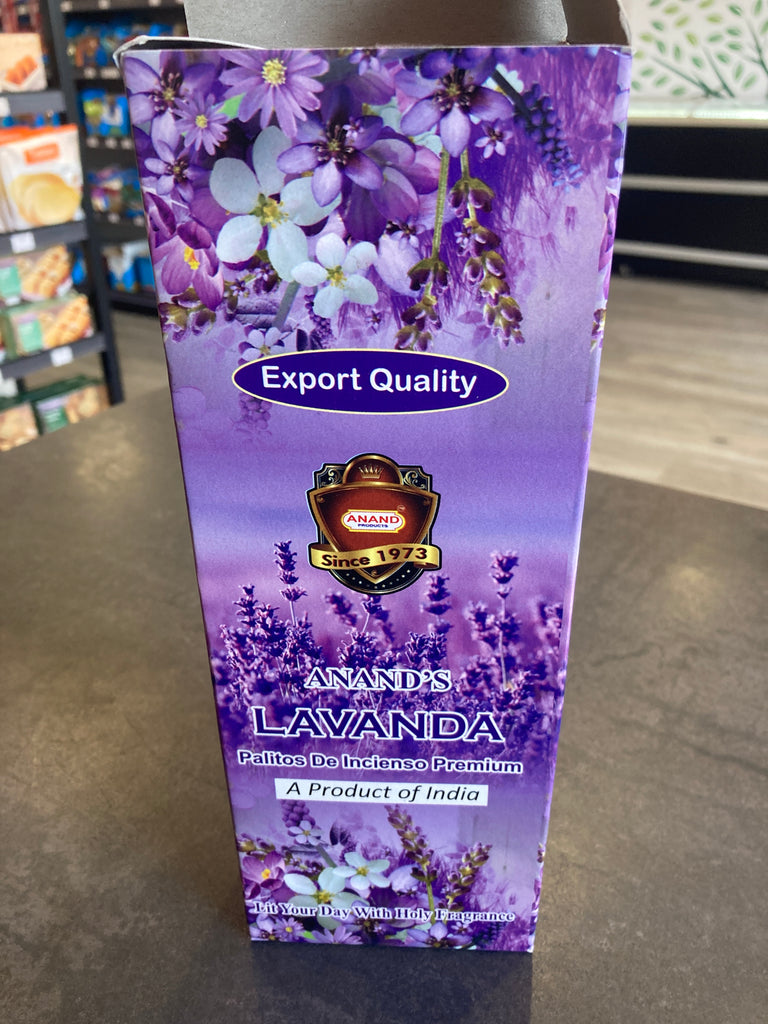 Export Quality
ANAND
PRODUCTS
Since 1973
ANAND'S
LAVANDA
Palitos De Incienso Premium
A Product of India
Lit Your Day With Holy Fragrance